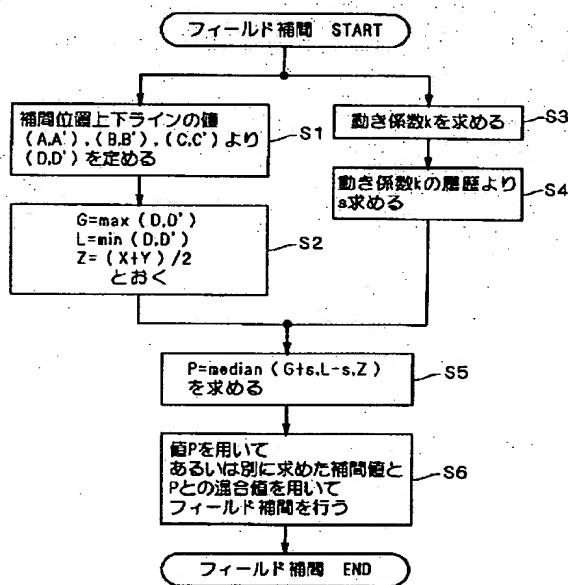 フィールド補間 START
補間位置上下ラインの値
(A,A'),(B,B'),(C,C')より
(D,D')を定める
S1
動き係数kを求める
S3
動き係数kの履歴より
s求める
S4
G=max(D,D')
L=min(D,D')
Z=(X+Y)/2
とおく
S2
P=median(G+s,L-s,Z)
を求める
S5
値Pを用いて
あるいは別に求めた補間値と
Pとの混合値を用いて
フィールド補間を行う
S6
フィールド補間 END